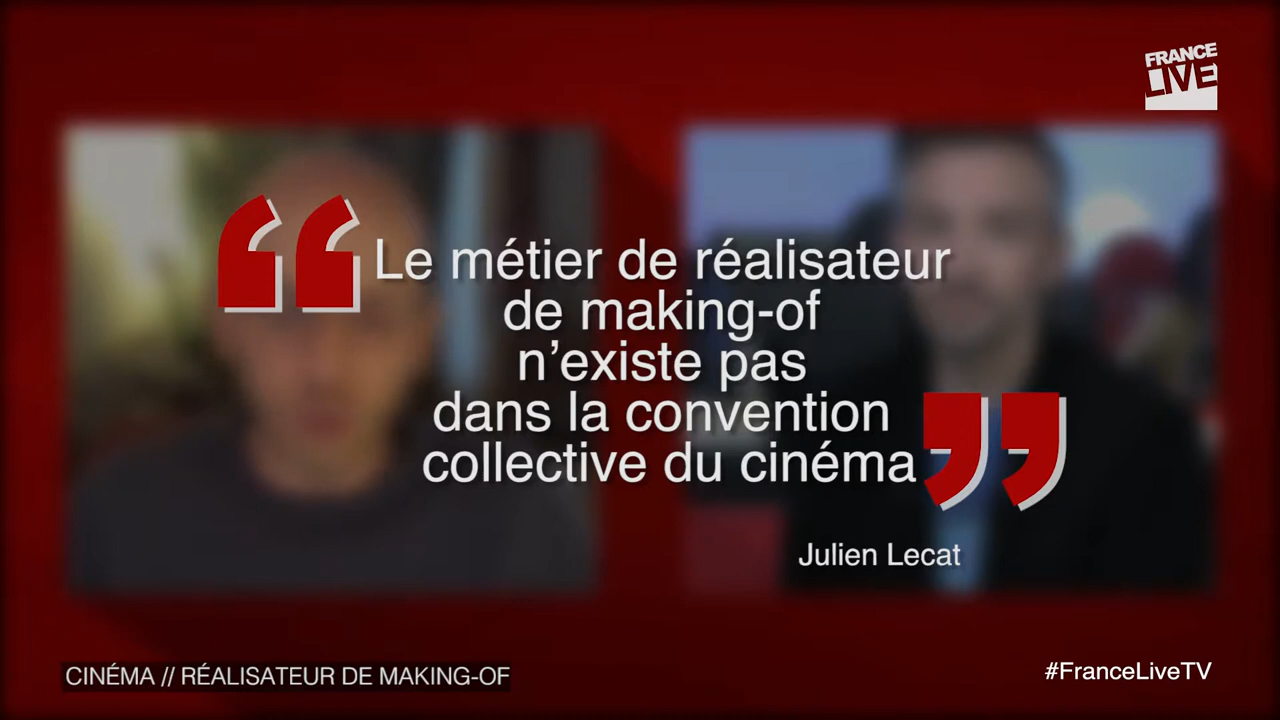 FRANCE
LIVE
“Le métier de réalisateur
de making-of
n’existe pas
dans la convention
collective du cinéma”
Julien Lecat
CINÉMA // RÉALISATEUR DE MAKING-OF
#FranceLiveTV